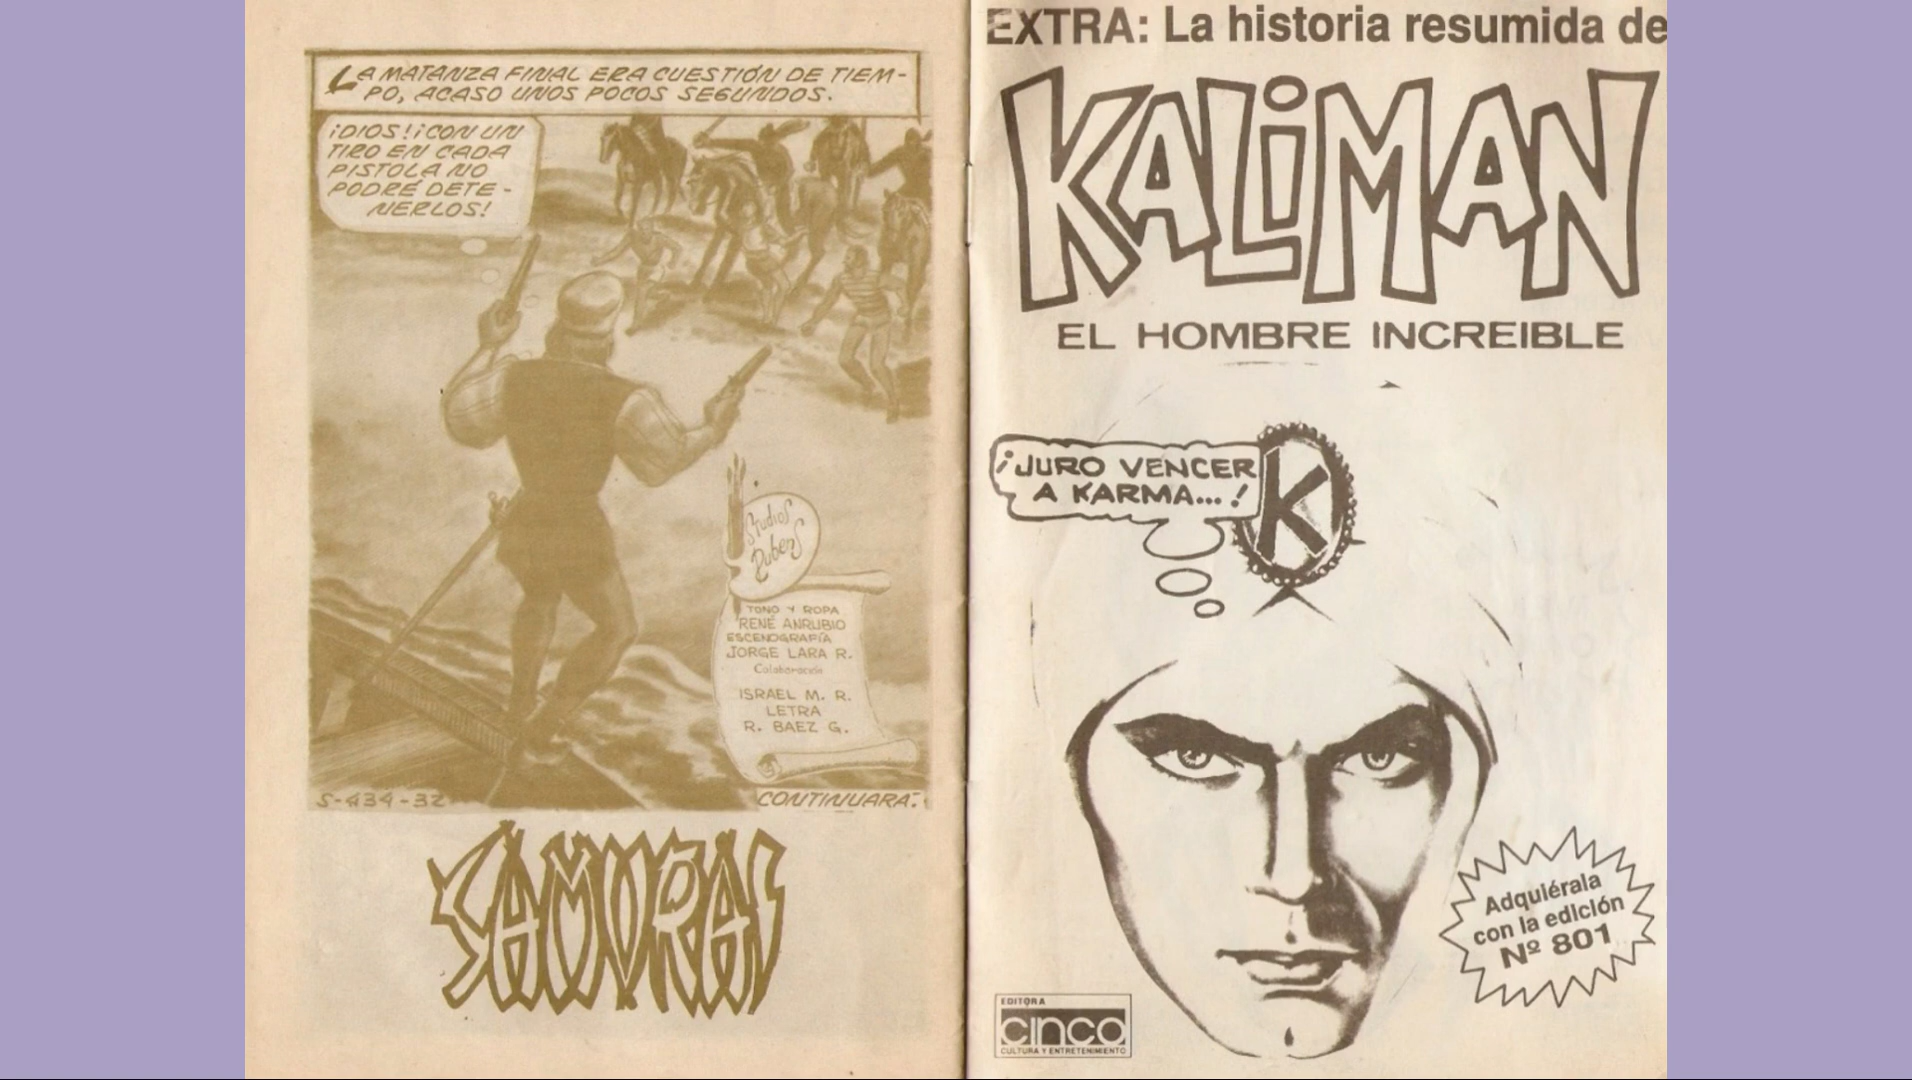 LA MATANZA FINAL ERA CUESTIÓN DE TIEM-
PO, ACASO UNOS POCOS SEGUNDOS.
¡DIOS! ¡CON UN
TIRO EN CADA
PISTOLA NO
PODRÉ DETE-
NERLOS!
Studios
Rubens
TONO Y ROPA
RENÉ ANRUBIO
ESCENOGRAFÍA
JORGE LARA R.
Colaboración
ISRAEL M. R.
LETRA
R. BAEZ G.
S-434-32
CONTINUARÁ.
SAMURAI
EXTRA: La historia resumida de
KALIMAN
EL HOMBRE INCREIBLE
¡JURO VENCER
A KARMA...!
K
Adquiérala
con la edición
Nº 801
EDITORA
cinco
CULTURA Y ENTRETENIMIENTO